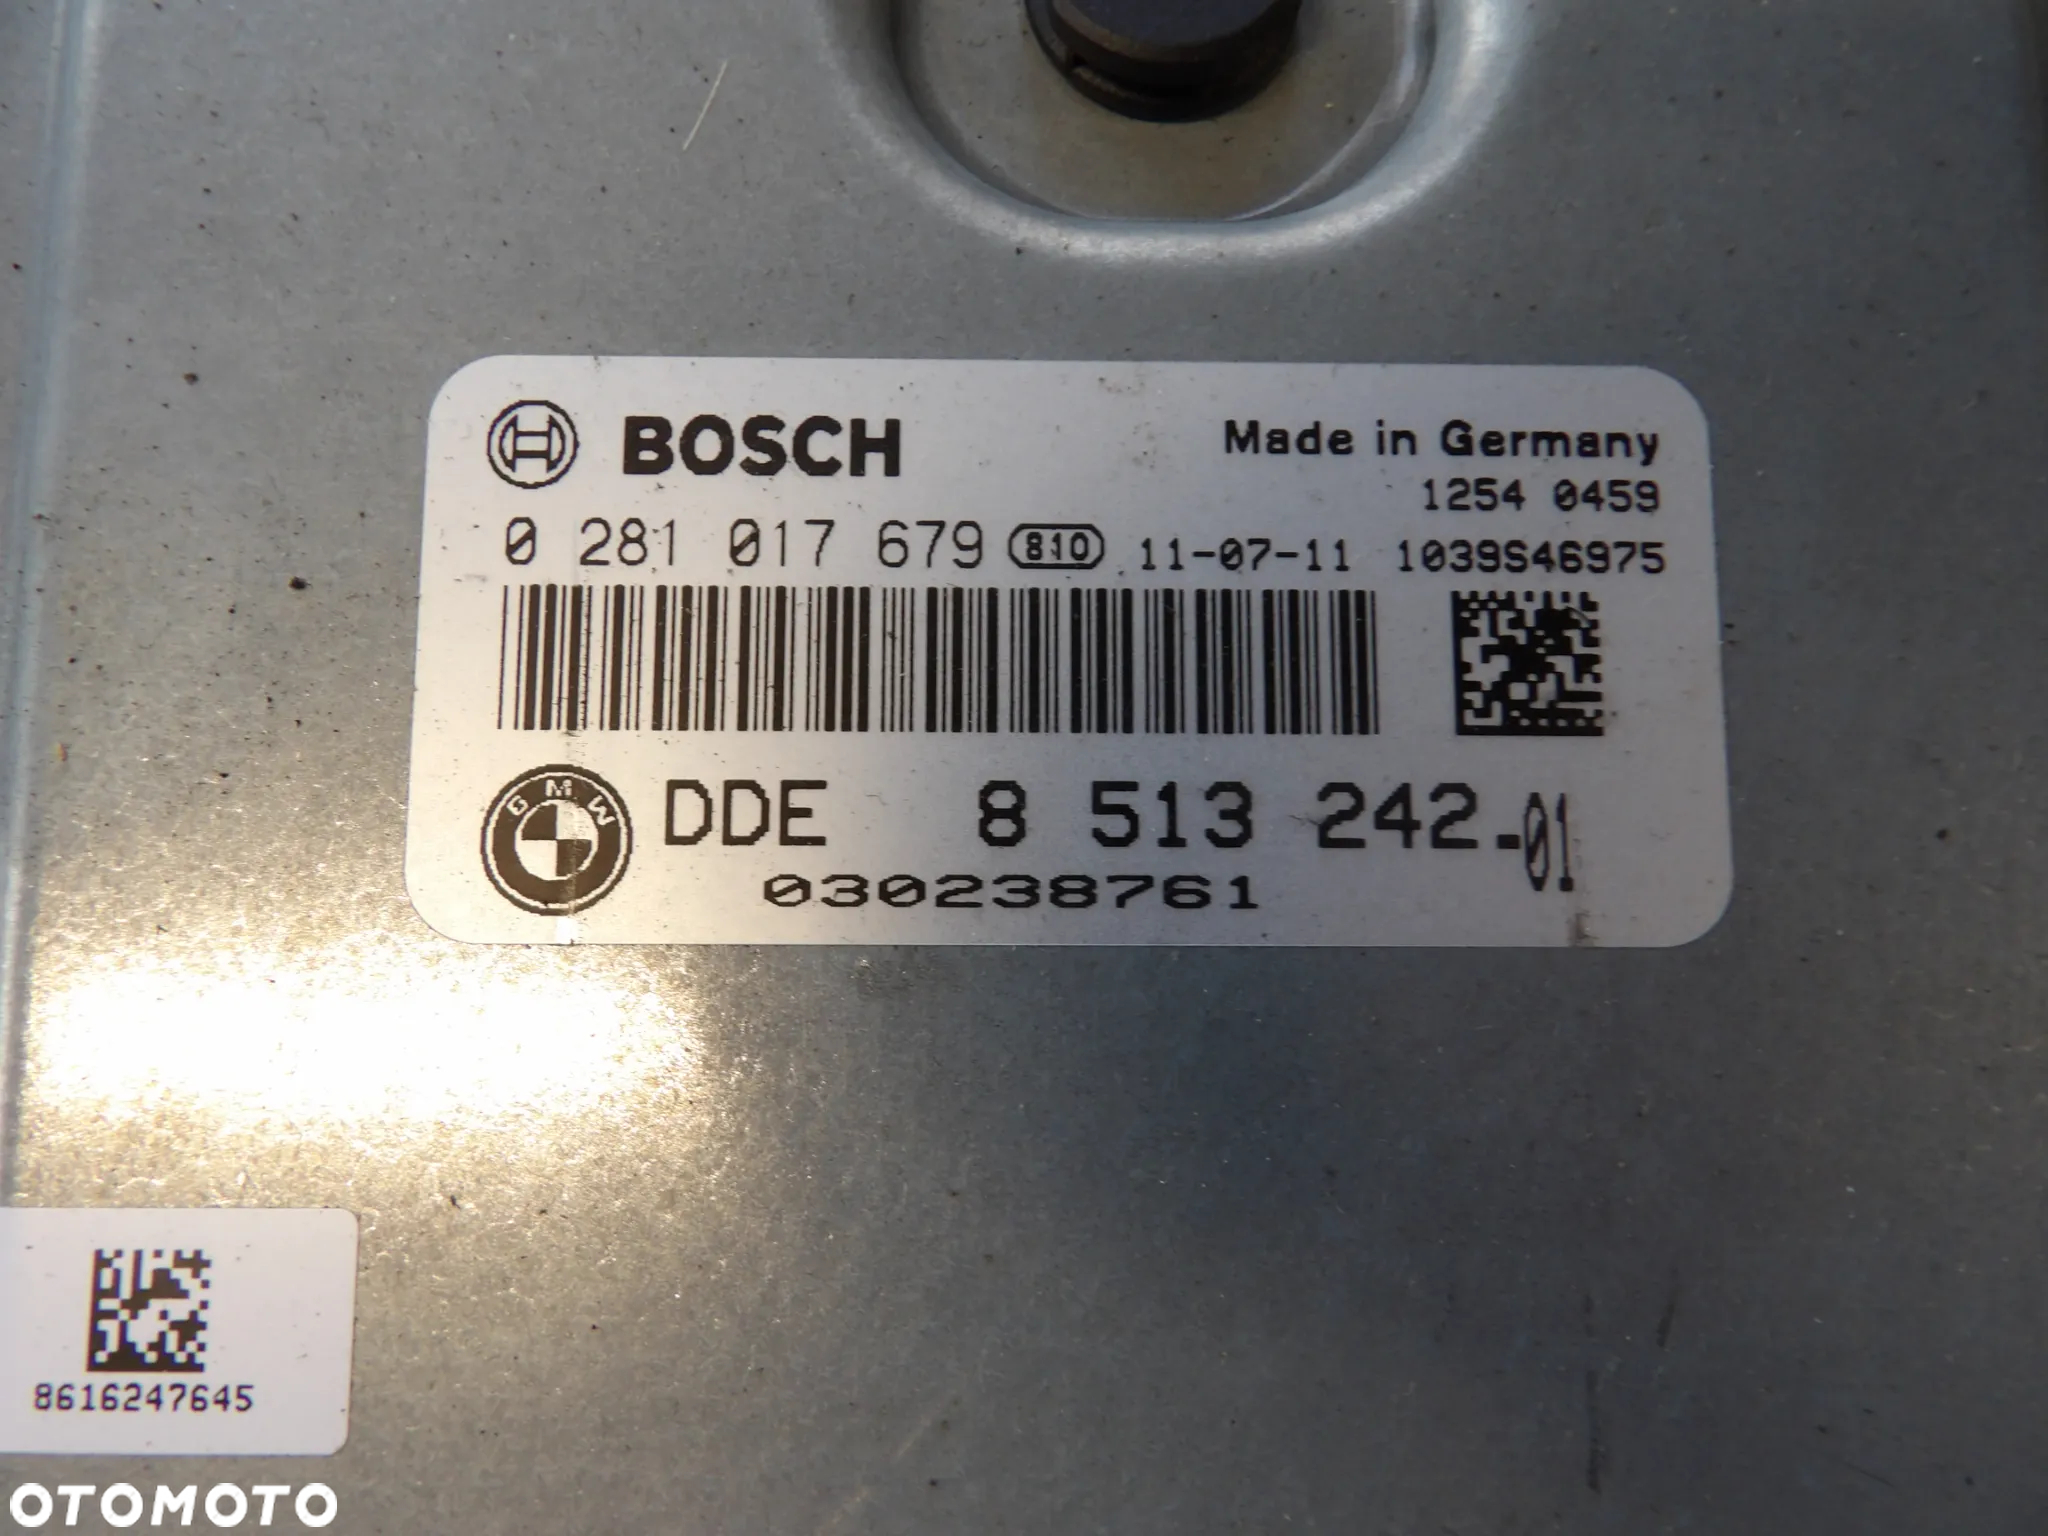 BOSCH
Made in Germany
1254 0459
0 281 017 679 810 11-07-11 1039S46975
BMW
DDE 8 513 242.01
030238761
8616247645
OTOMOTO